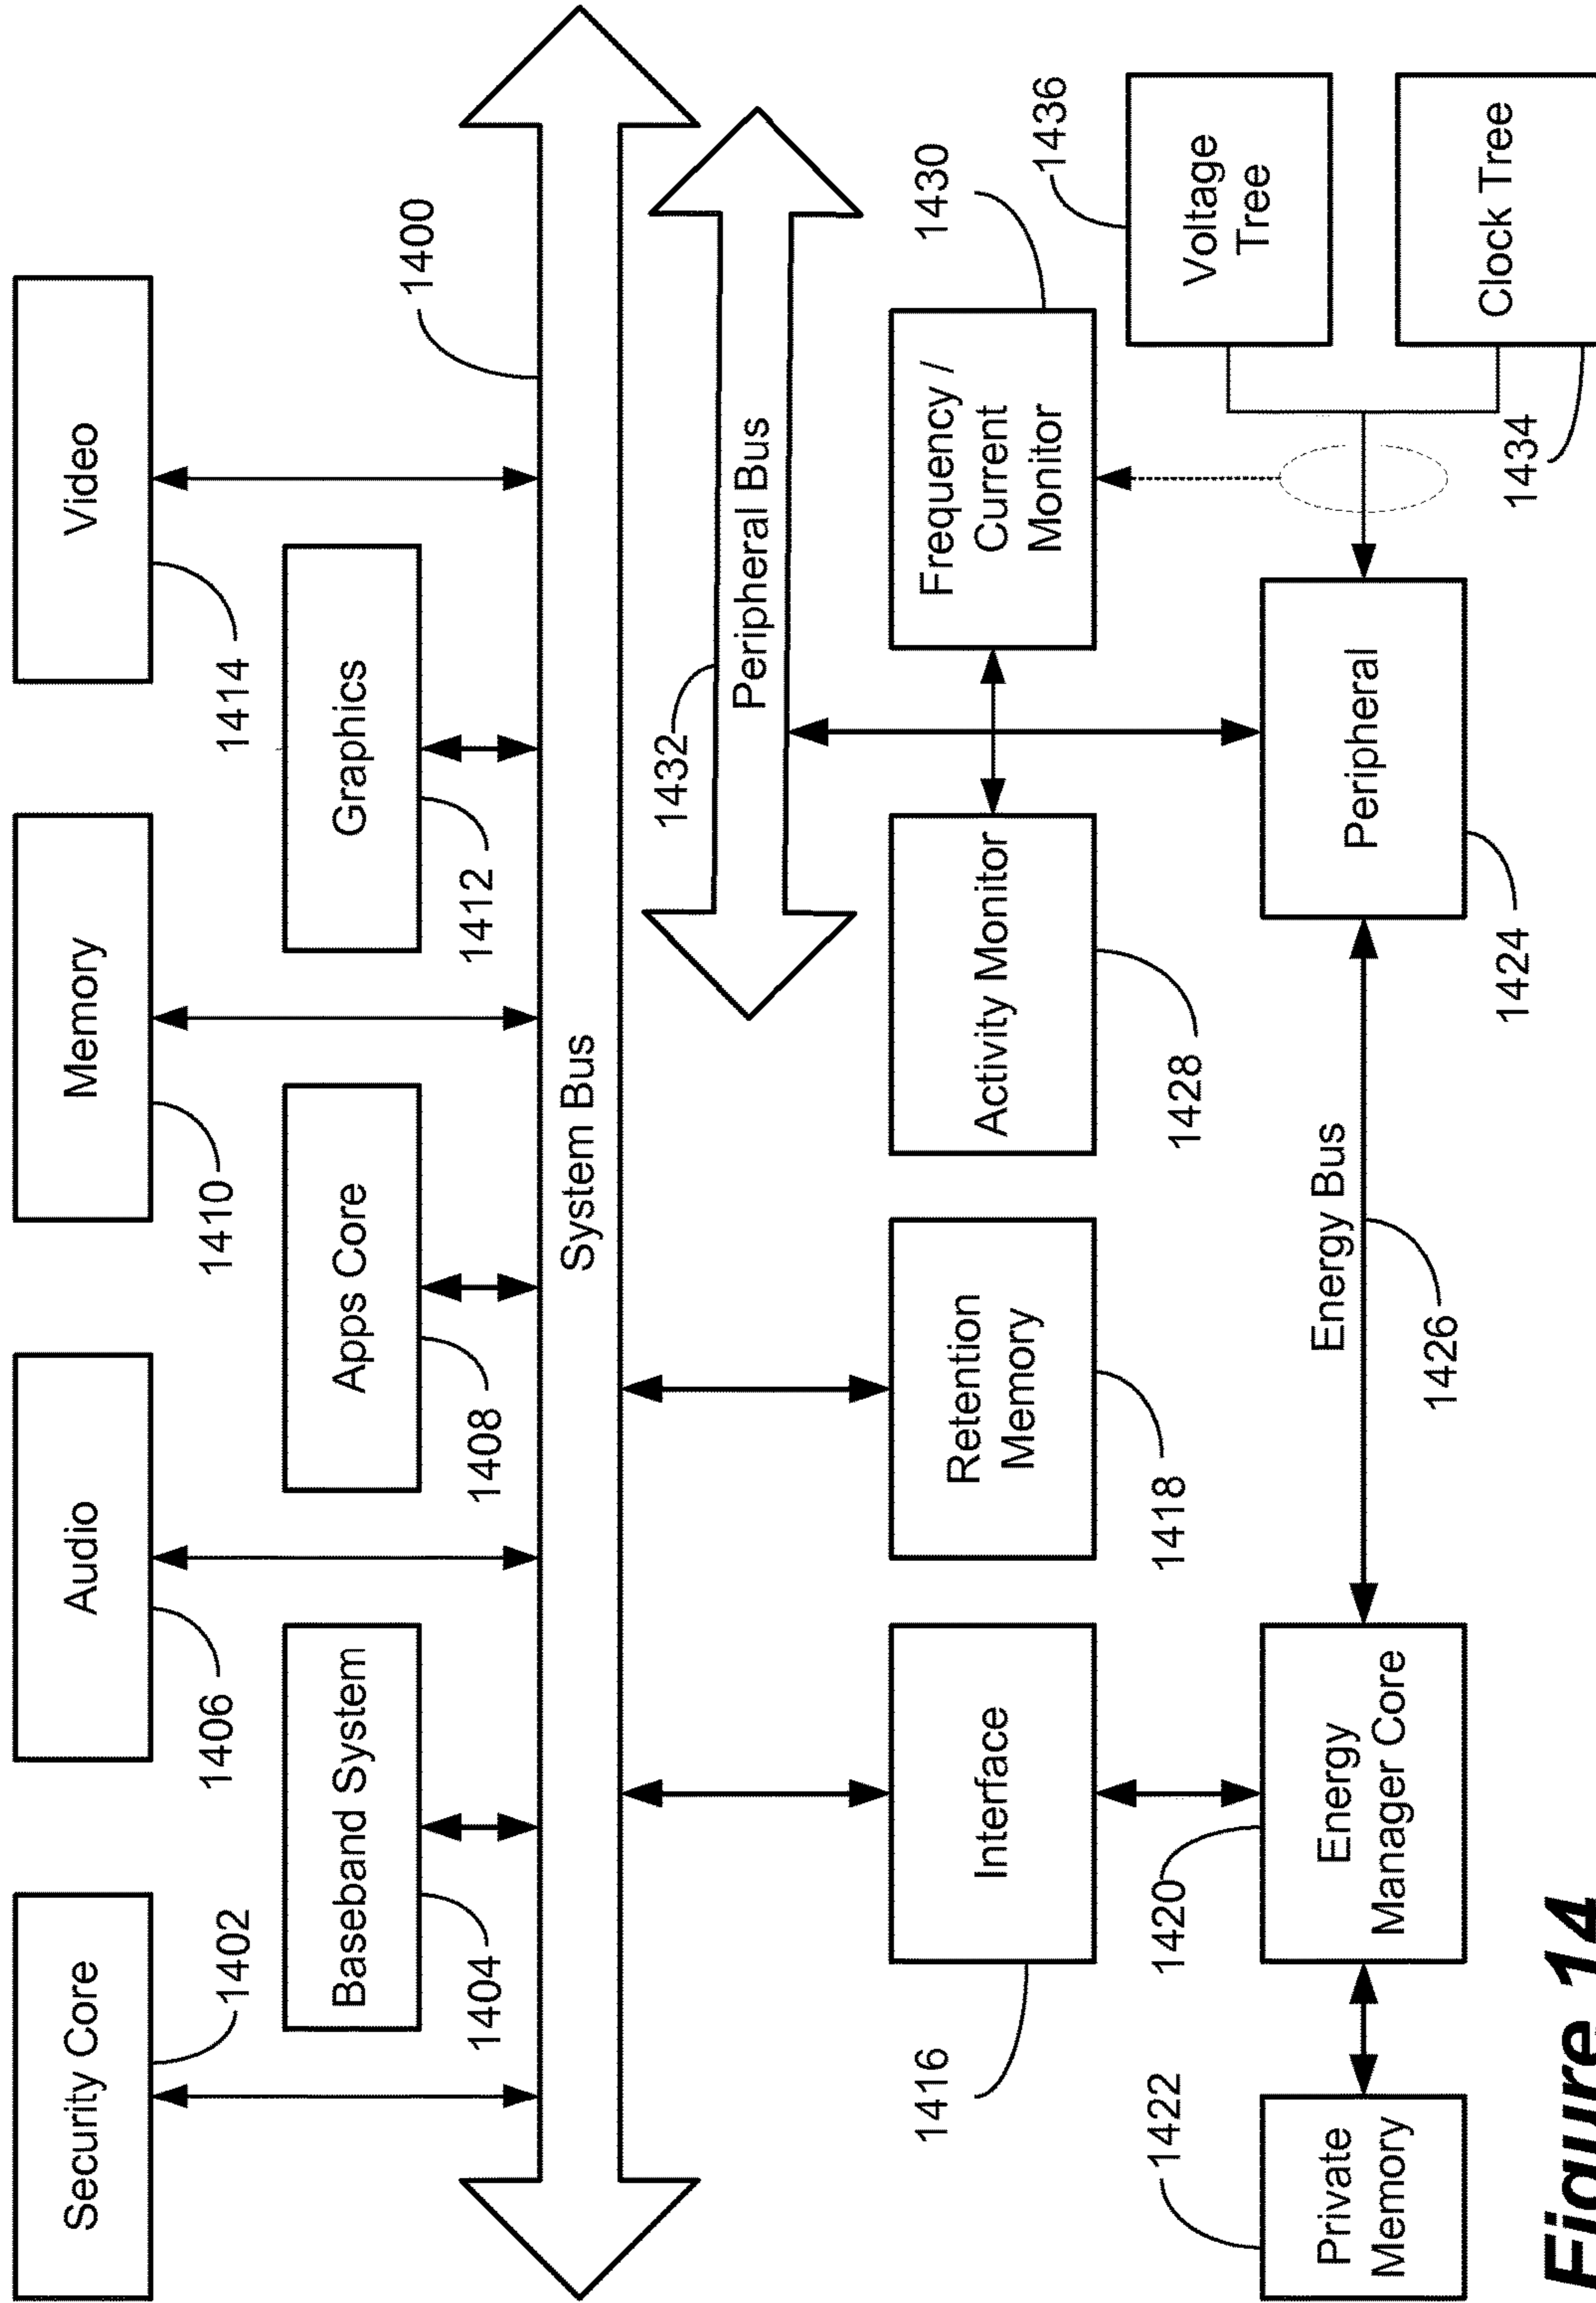 Security Core
1402
Audio
1406
Memory
1410
Video
1414
Baseband System
1404
Apps Core
1408
Graphics
1412
1400
System Bus
1432
Peripheral Bus
1416
Interface
Retention
Memory
1418
Activity Monitor
1428
Frequency /
Current
Monitor
1430
1436
Voltage
Tree
1422
Private
Memory
1420
Energy
Manager Core
Energy Bus
1426
Peripheral
1424
Clock Tree
1434
Figure 14